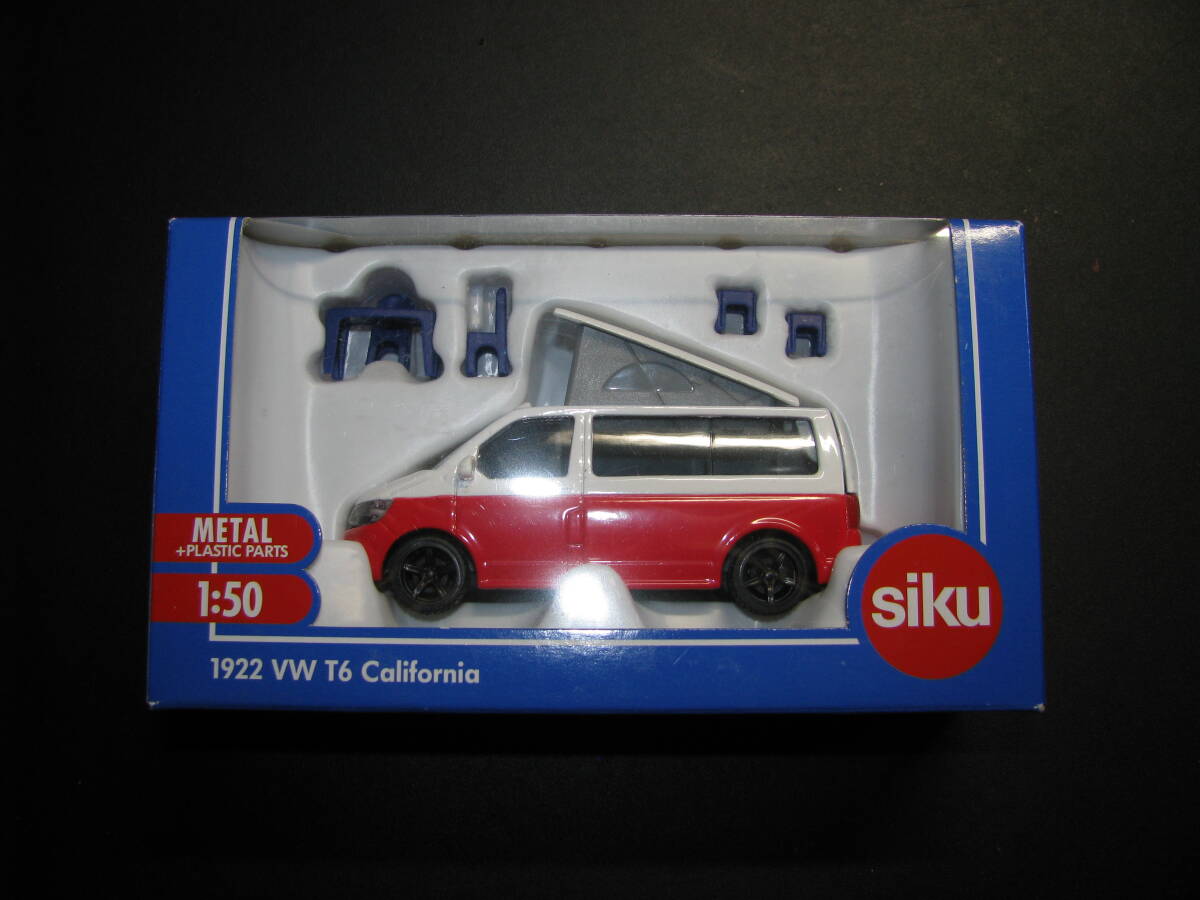 METAL
+PLASTIC PARTS
1:50
siku
1922 VW T6 California